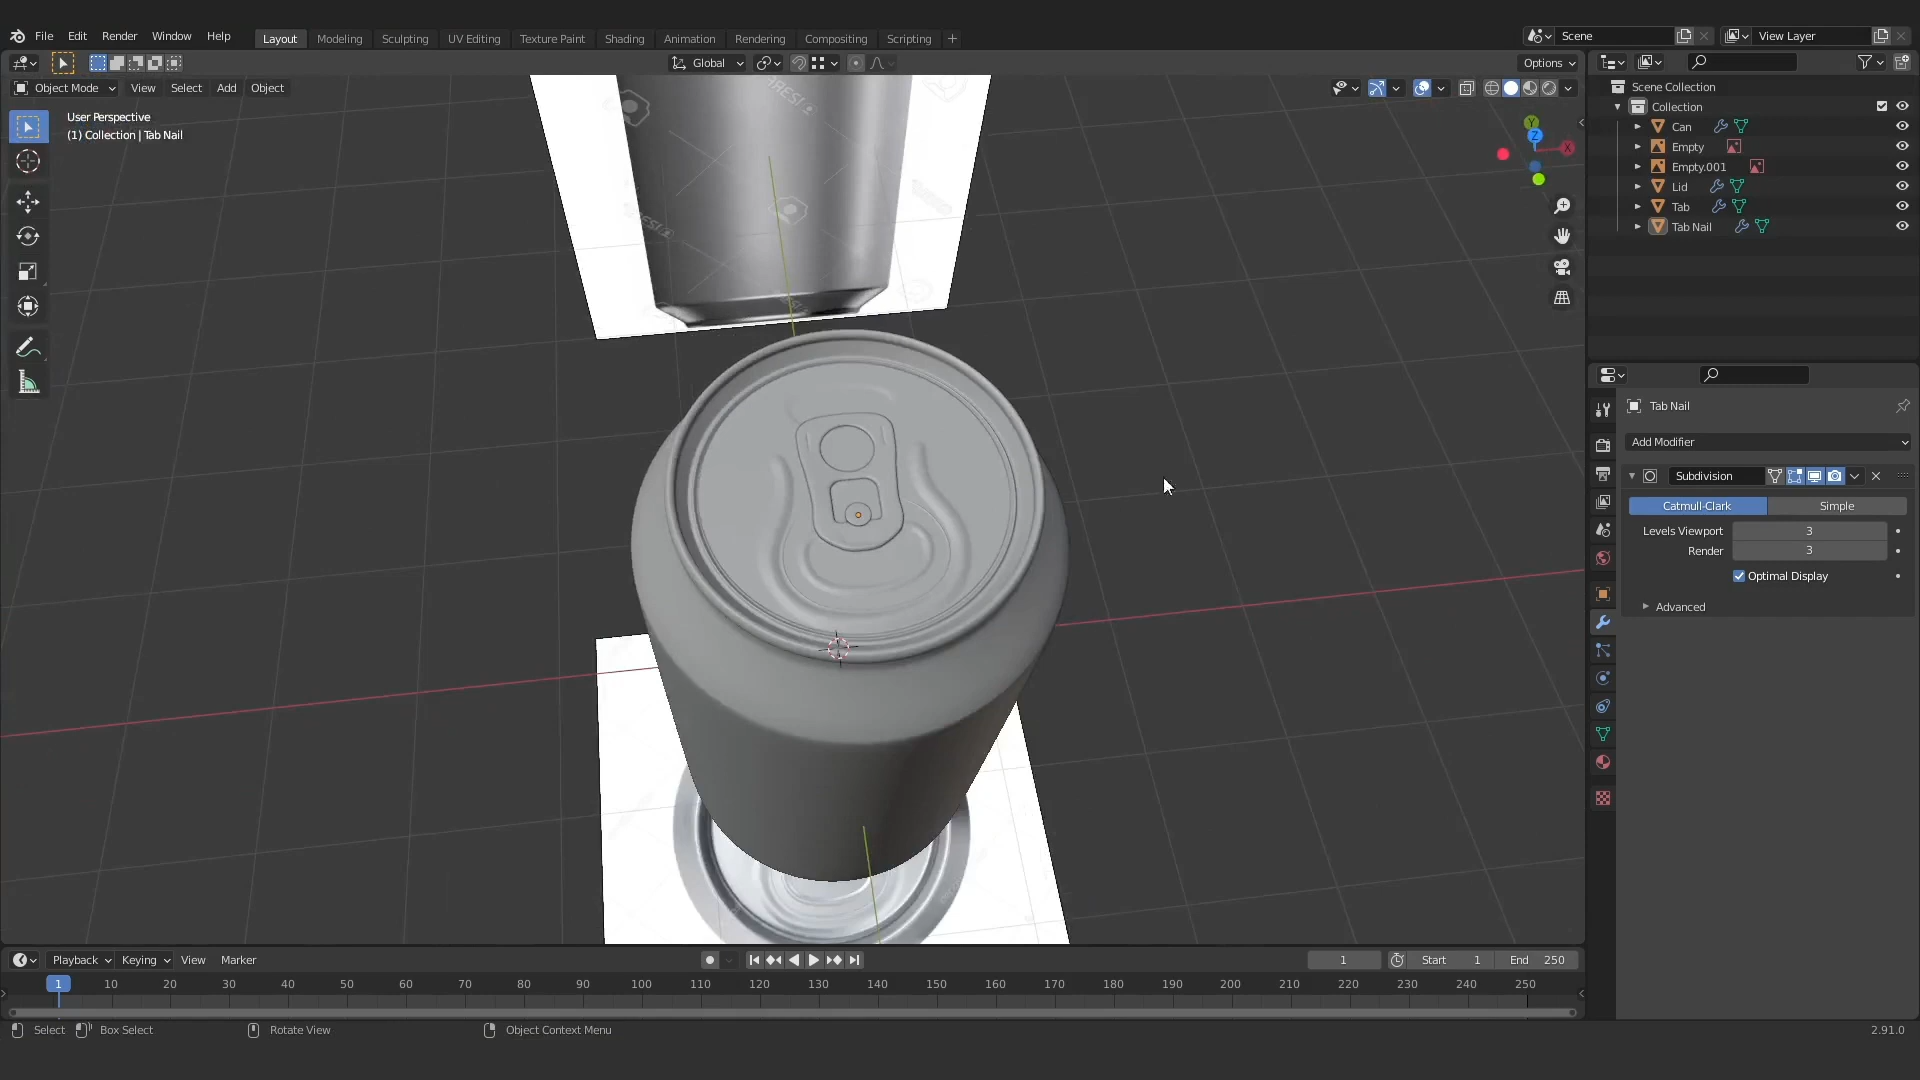 File Edit Render Window Help Layout Modeling Sculpting UV Editing Texture Paint Shading Animation Rendering Compositing Scripting + Scene View Layer
Global Options
Object Mode View Select Add Object
User Perspective
(1) Collection | Tab Nail
Y
Z
X
Scene Collection
Collection
Can
Empty
Empty.001
Lid
Tab
Tab Nail
Tab Nail
Add Modifier
Subdivision
Catmull-Clark Simple
Levels Viewport 3
Render 3
Optimal Display
Advanced
Playback Keying View Marker 1 Start 1 End 250
1 10 20 30 40 50 60 70 80 90 100 110 120 130 140 150 160 170 180 190 200 210 220 230 240 250
Select Box Select Rotate View Object Context Menu 2.91.0